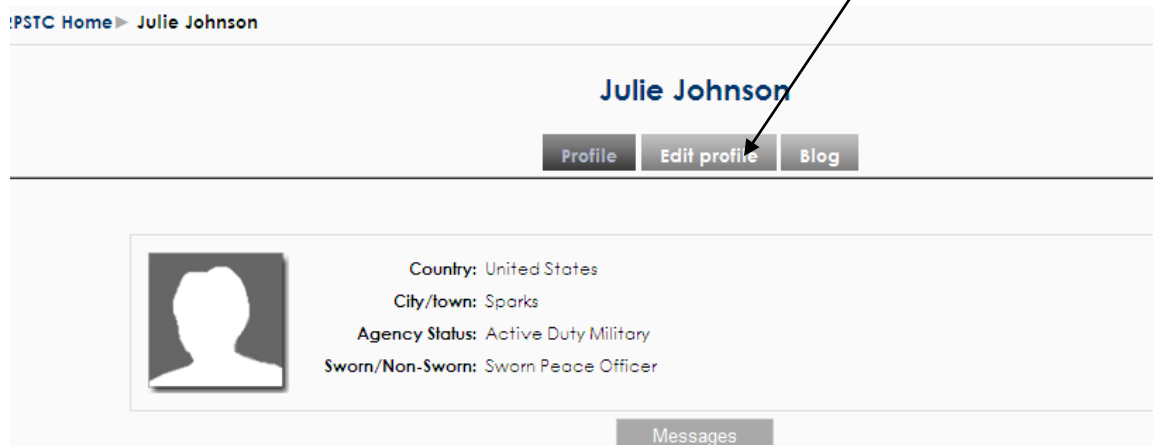 RPSTC Home▶ Julie Johnson
Julie Johnson
Profile Edit profile Blog
Country: United States
City/town: Sparks
Agency Status: Active Duty Military
Sworn/Non-Sworn: Sworn Peace Officer
Messages